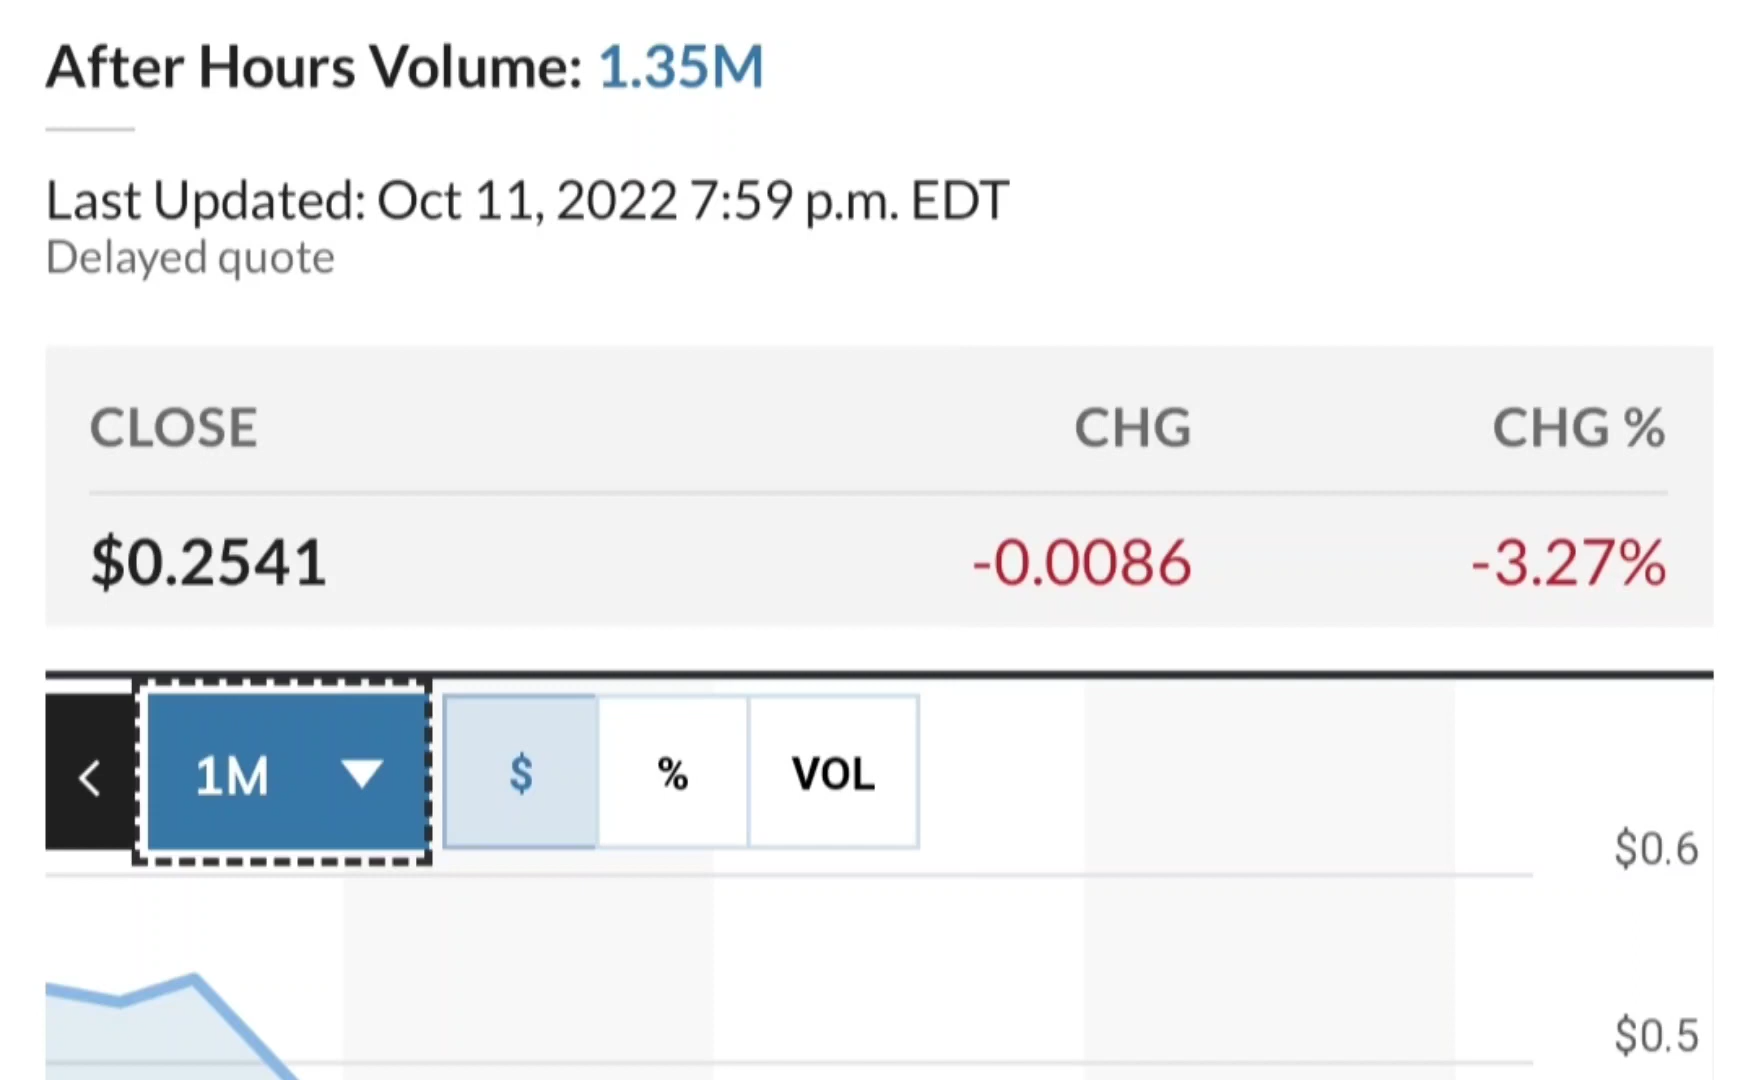 After Hours Volume: 1.35M
Last Updated: Oct 11, 2022 7:59 p.m. EDT
Delayed quote
CLOSE CHG CHG %
$0.2541 -0.0086 -3.27%
1M $ % VOL
$0.6
$0.5